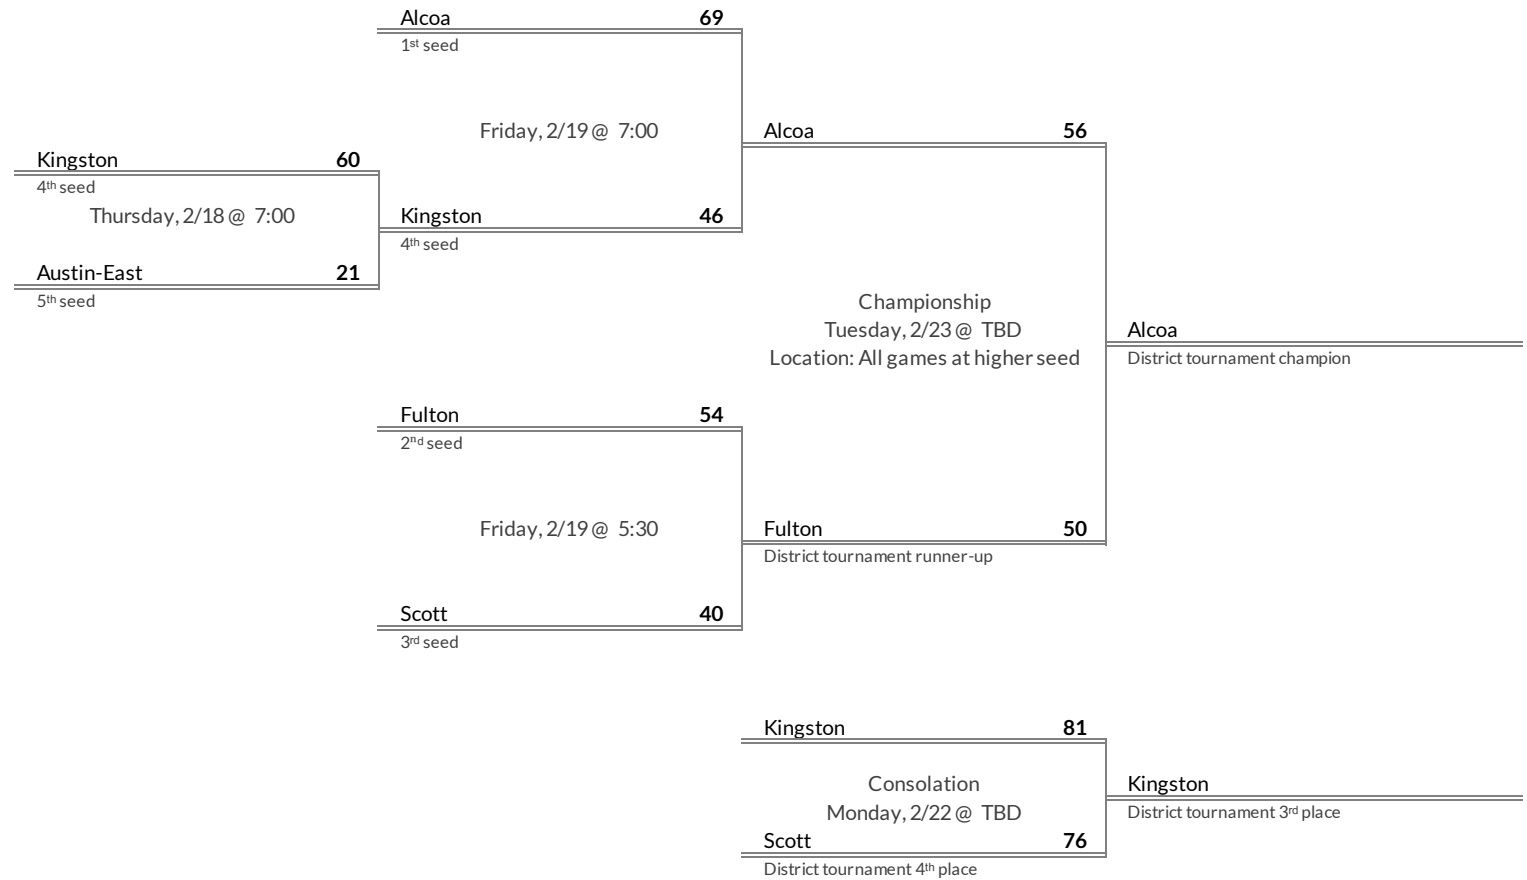 Alcoa 69
1st seed
Friday, 2/19 @ 7:00
Alcoa 56
Kingston 60
4th seed
Thursday, 2/18 @ 7:00
Kingston 46
4th seed
Austin-East 21
5th seed
Championship
Tuesday, 2/23 @ TBD
Location: All games at higher seed
Alcoa
District tournament champion
Fulton 54
2nd seed
Friday, 2/19 @ 5:30
Fulton 50
District tournament runner-up
Scott 40
3rd seed
Kingston 81
Consolation
Monday, 2/22 @ TBD
Kingston
District tournament 3rd place
Scott 76
District tournament 4th place